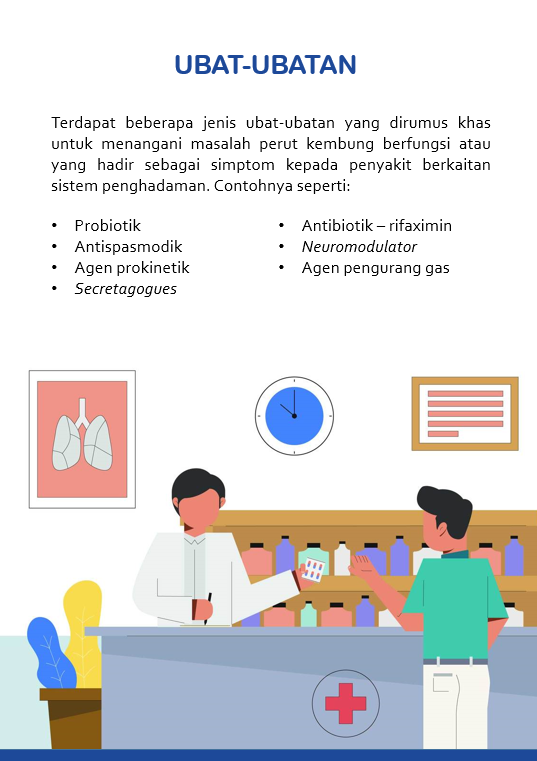 UBAT-UBATAN
Terdapat beberapa jenis ubat-ubatan yang dirumus khas
untuk menangani masalah perut kembung berfungsi atau
yang hadir sebagai simptom kepada penyakit berkaitan
sistem penghadaman. Contohnya seperti:
• Probiotik
• Antispasmodik
• Agen prokinetik
• Secretagogues
• Antibiotik – rifaximin
• Neuromodulator
• Agen pengurang gas